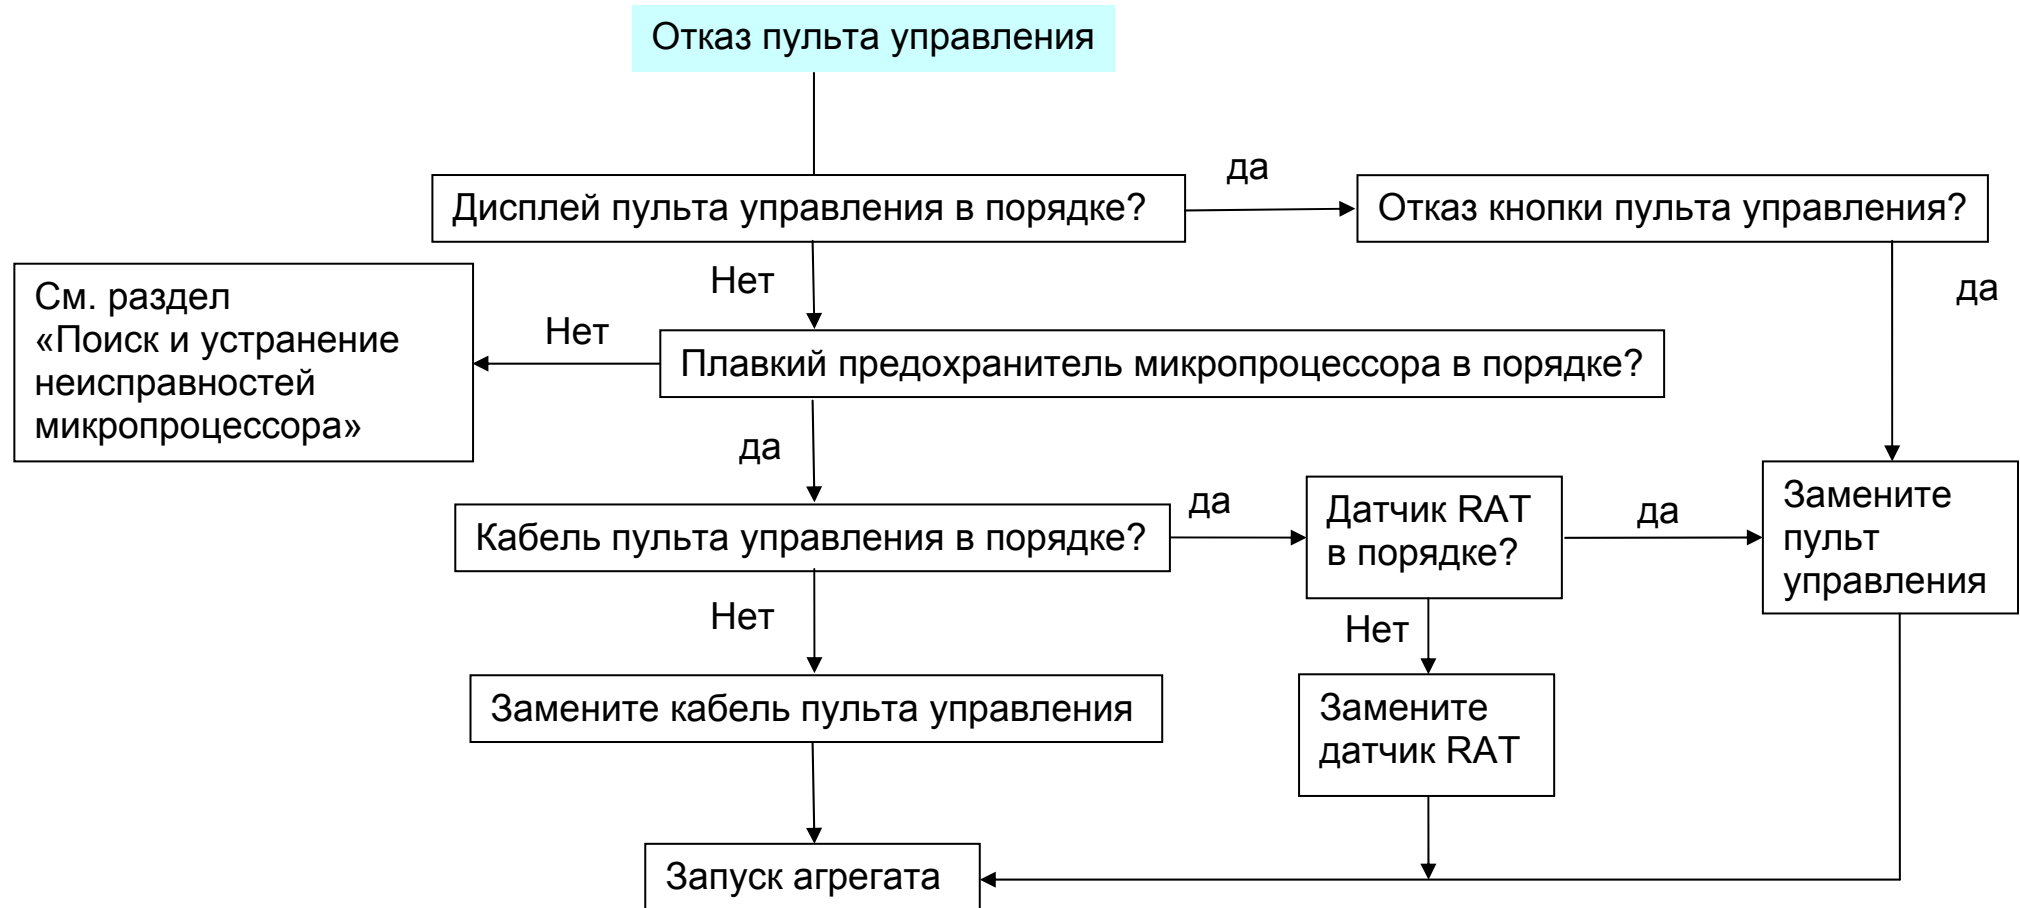 Отказ пульта управления
да
Дисплей пульта управления в порядке?
Отказ кнопки пульта управления?
Нет
да
См. раздел
«Поиск и устранение
неисправностей
микропроцессора»
Нет
Плавкий предохранитель микропроцессора в порядке?
да
Кабель пульта управления в порядке?
да
Датчик RAT
в порядке?
да
Замените
пульт
управления
Нет
Нет
Замените кабель пульта управления
Замените
датчик RAT
Запуск агрегата